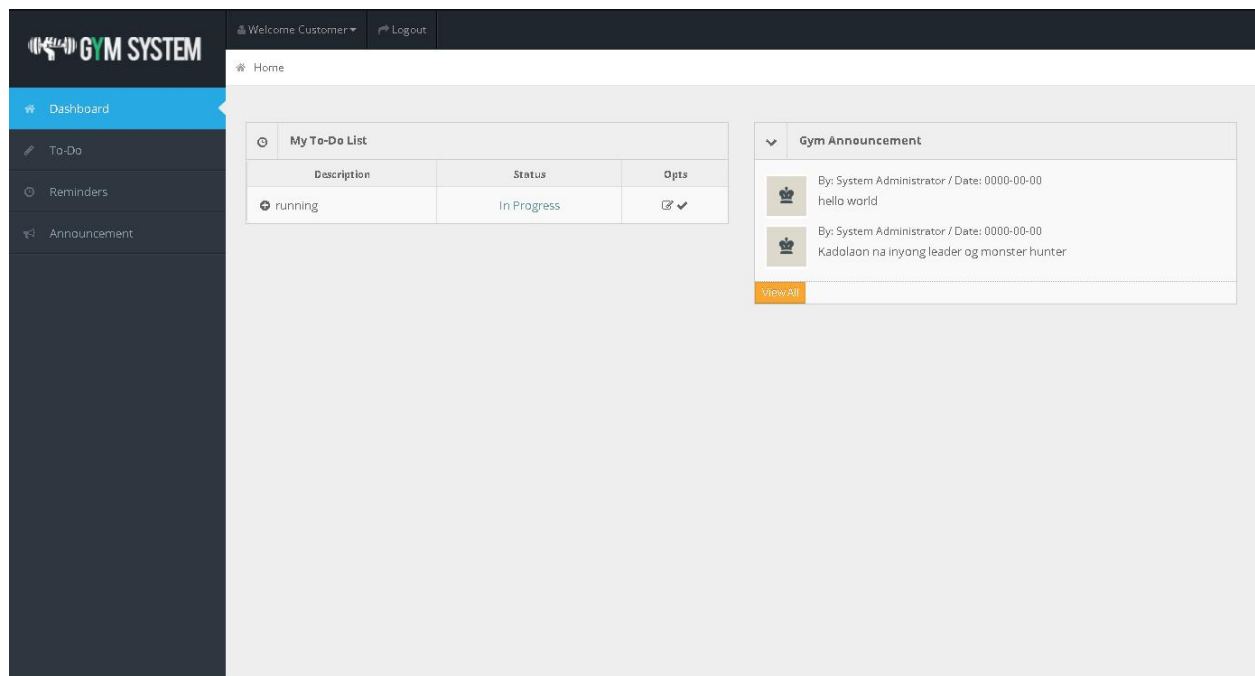 GYM SYSTEM
Welcome Customer
Logout
Home
Dashboard
To-Do
Reminders
Announcement
My To-Do List
Description Status Opts
running In Progress
Gym Announcement
By: System Administrator / Date: 0000-00-00
hello world
By: System Administrator / Date: 0000-00-00
Kadolaon na inyong leader og monster hunter
View All